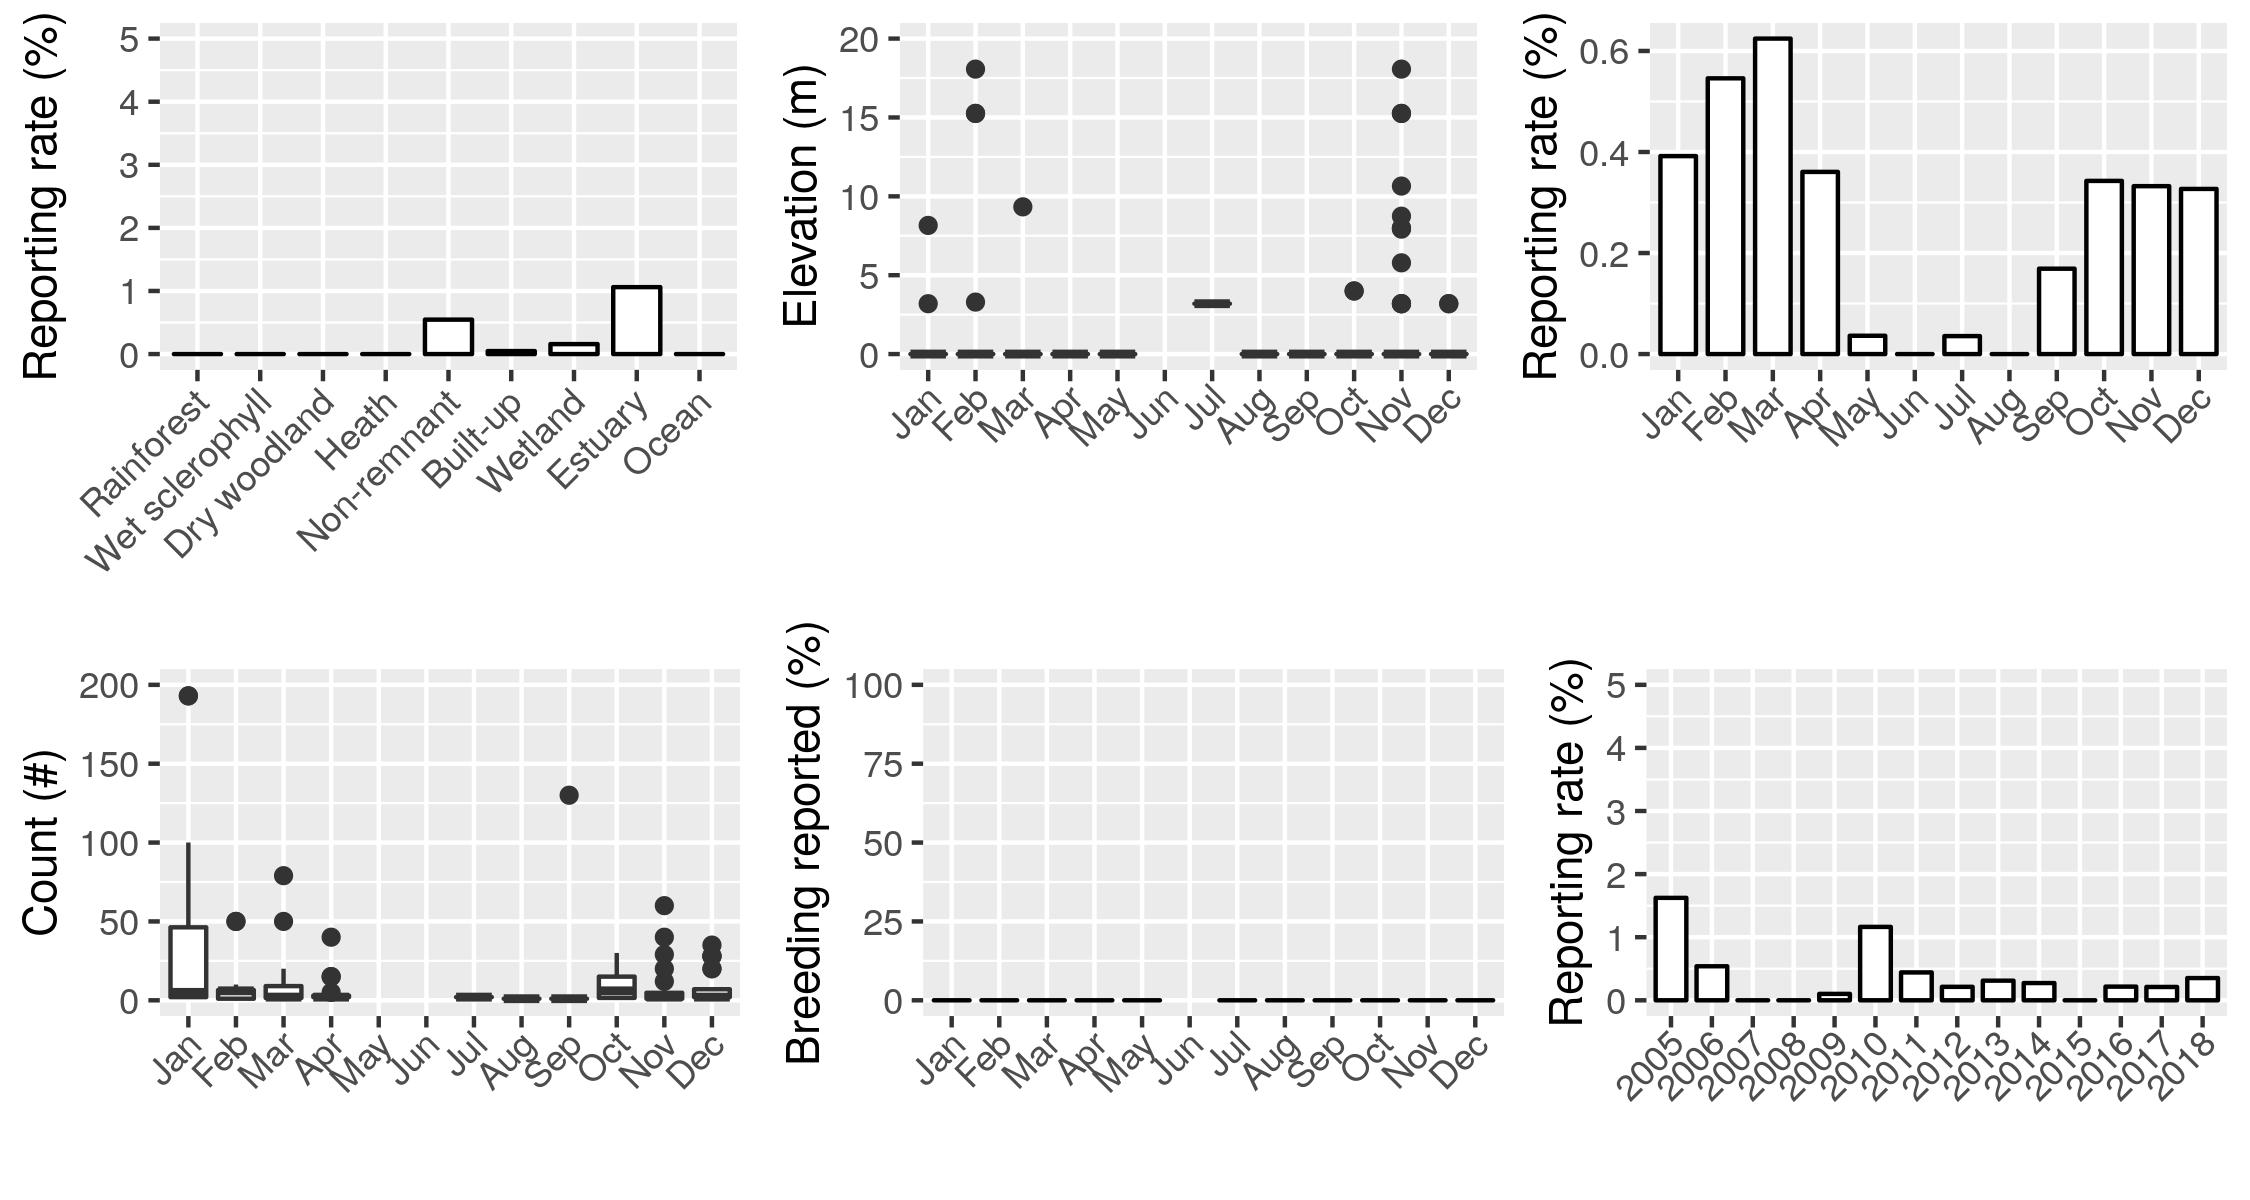 Reporting rate (%)
5
4
3
2
1
0
Rainforest
Wet sclerophyll
Dry woodland
Heath
Non-remnant
Built-up
Wetland
Estuary
Ocean
Elevation (m)
20
15
10
5
0
Jan
Feb
Mar
Apr
May
Jun
Jul
Aug
Sep
Oct
Nov
Dec
Reporting rate (%)
0.6
0.4
0.2
0.0
Jan
Feb
Mar
Apr
May
Jun
Jul
Aug
Sep
Oct
Nov
Dec
Count (#)
200
150
100
50
0
Jan
Feb
Mar
Apr
May
Jun
Jul
Aug
Sep
Oct
Nov
Dec
Breeding reported (%)
100
75
50
25
0
Jan
Feb
Mar
Apr
May
Jun
Jul
Aug
Sep
Oct
Nov
Dec
Reporting rate (%)
5
4
3
2
1
0
2005
2006
2007
2008
2009
2010
2011
2012
2013
2014
2015
2016
2017
2018